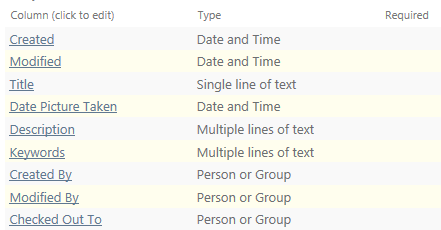 Column (click to edit) Type Required
Created Date and Time
Modified Date and Time
Title Single line of text
Date Picture Taken Date and Time
Description Multiple lines of text
Keywords Multiple lines of text
Created By Person or Group
Modified By Person or Group
Checked Out To Person or Group